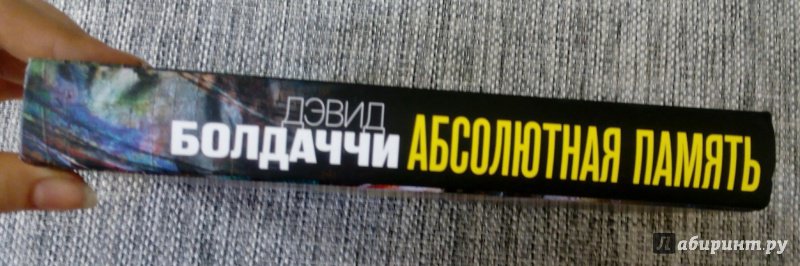 ДЭВИД
БОЛДАЧЧИ АБСОЛЮТНАЯ ПАМЯТЬ
Лабиринт.ру